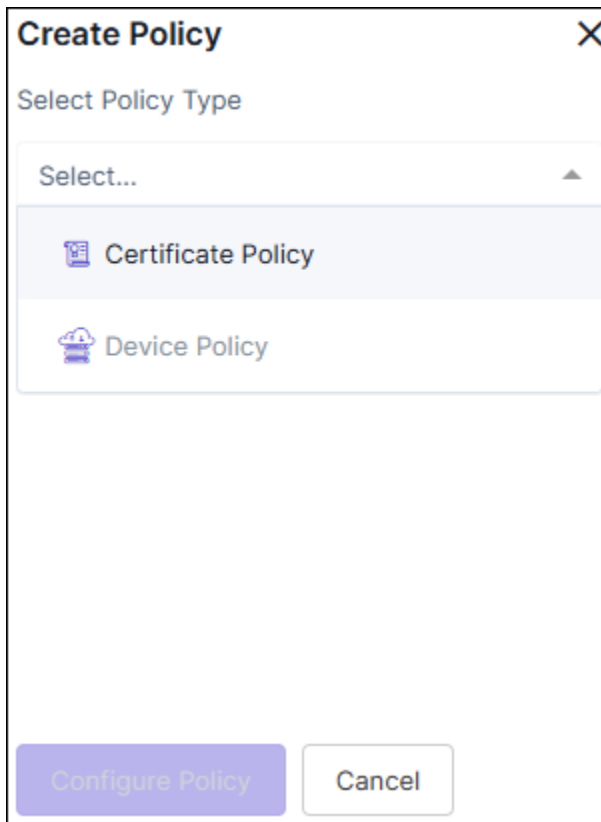 Create Policy
Select Policy Type
Select...
Certificate Policy
Device Policy
Configure Policy
Cancel